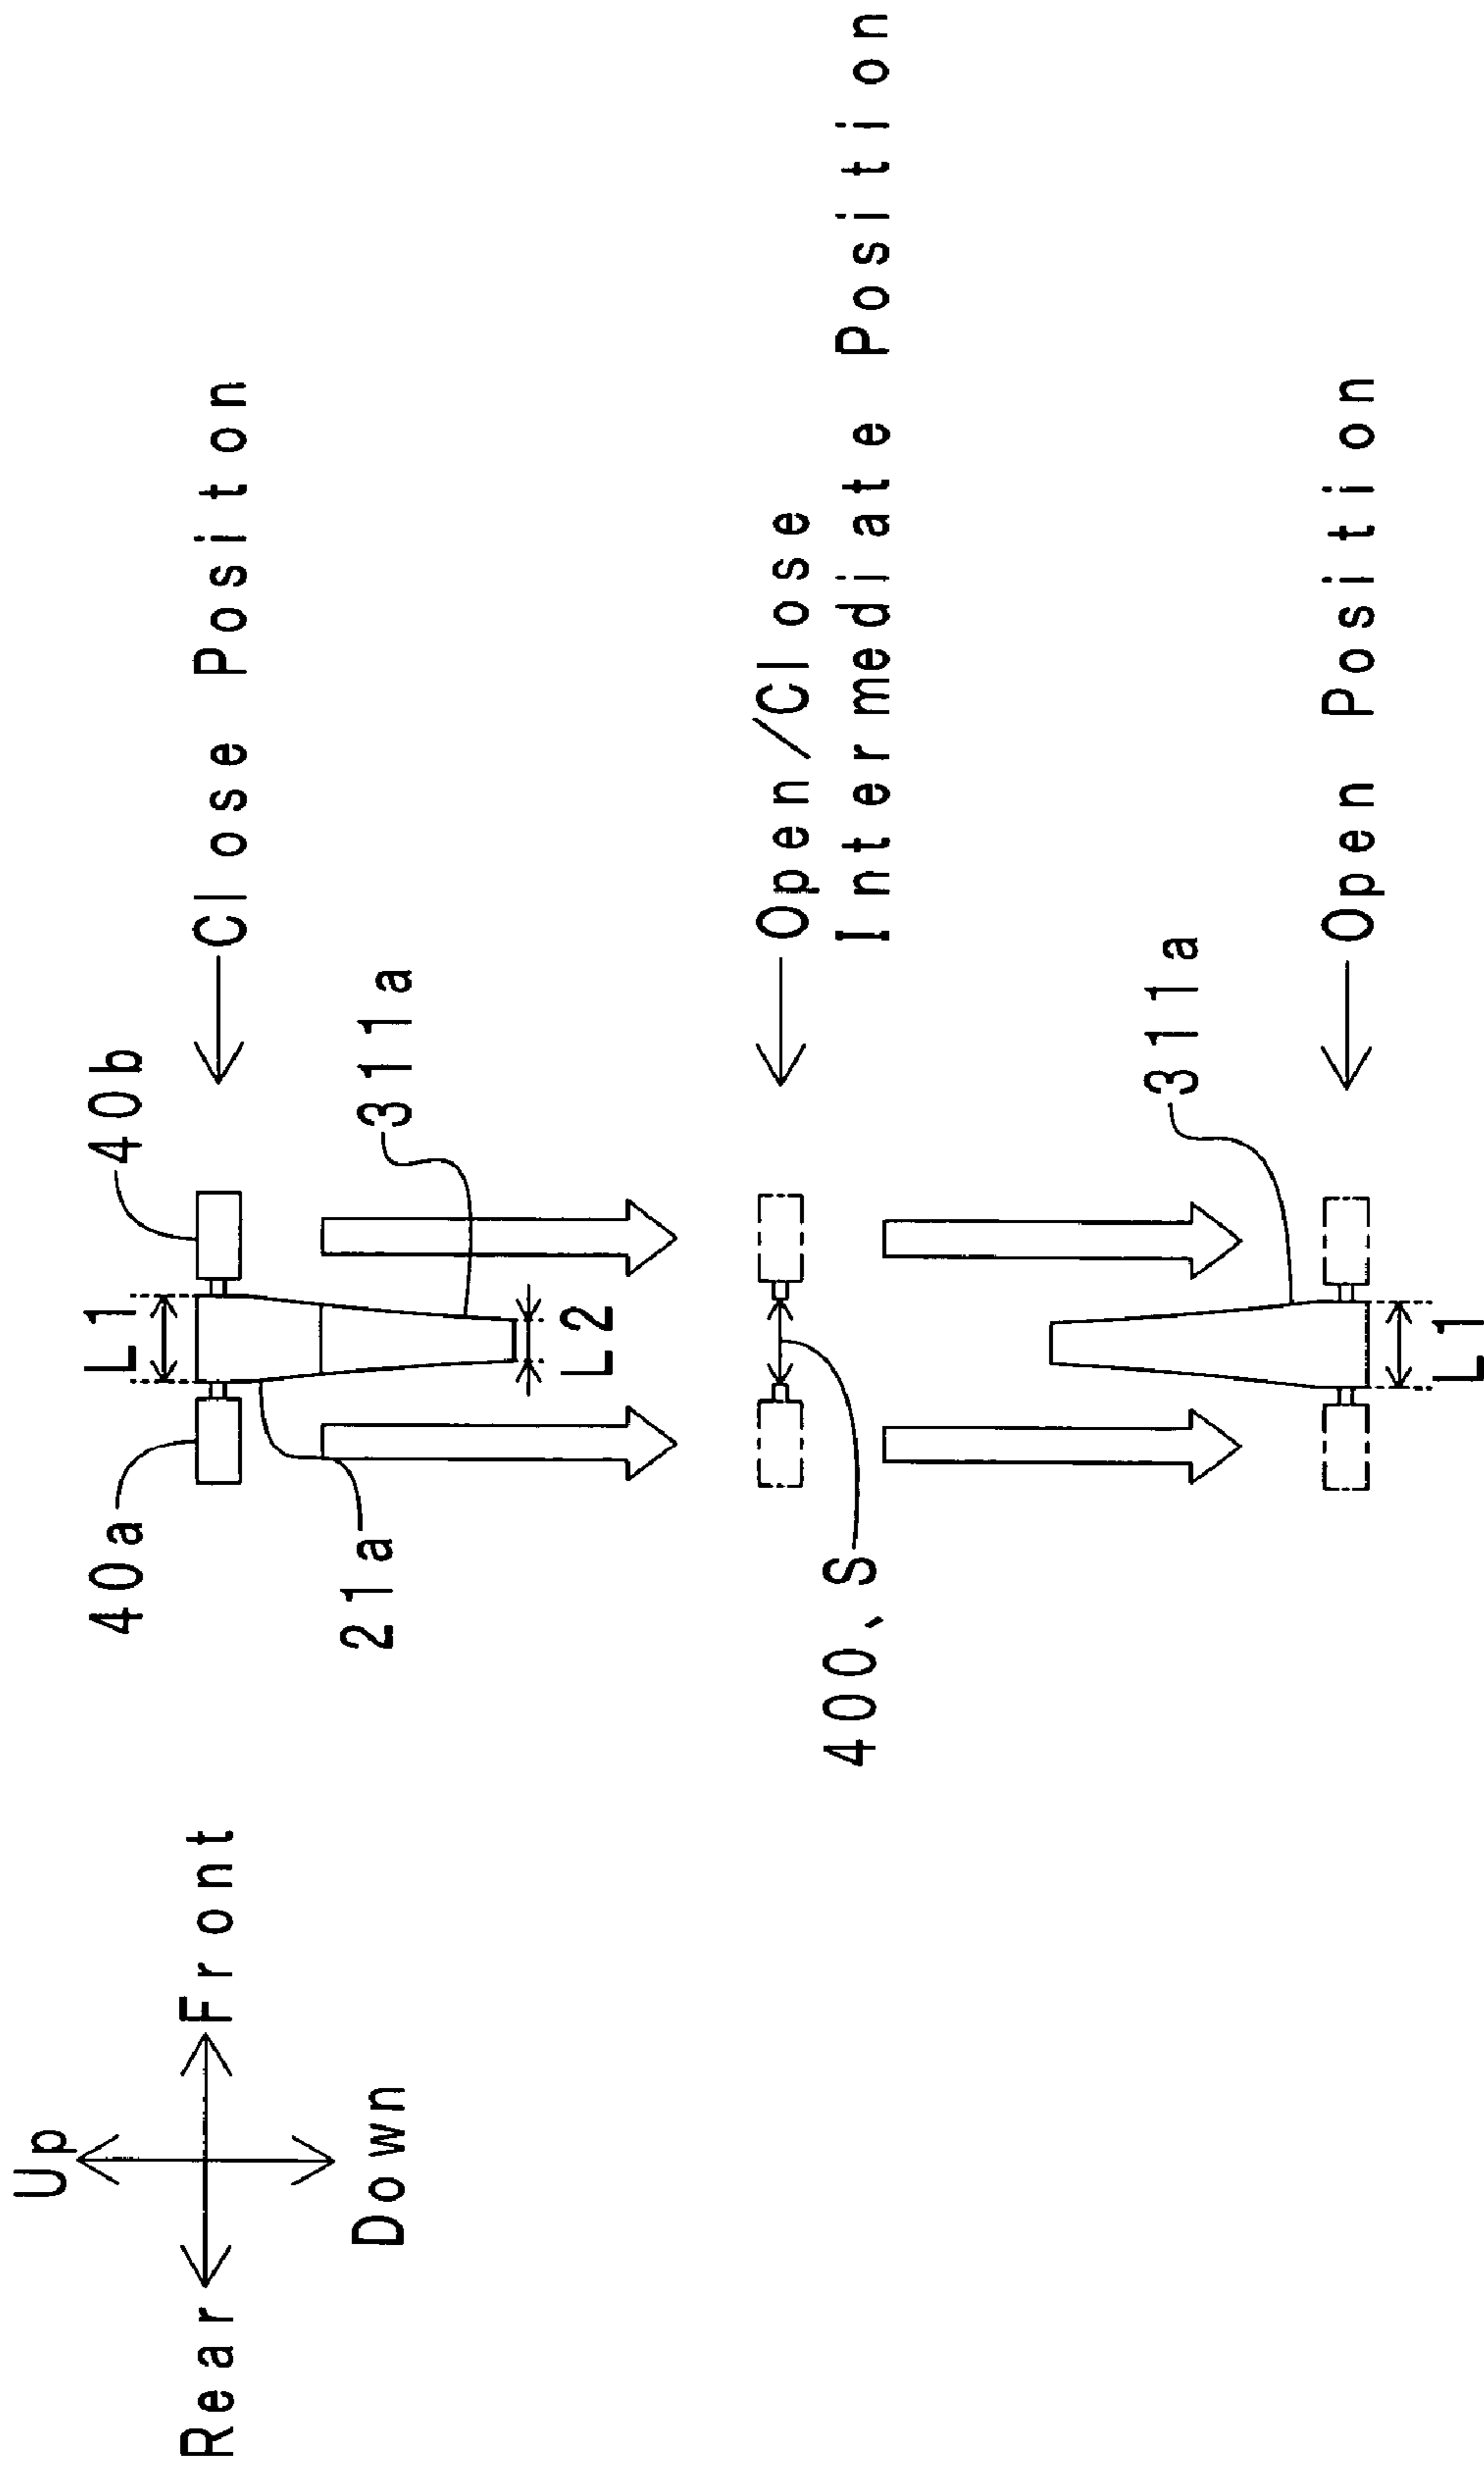 Up
Rear
Front
Down
40a
L1
40b
Close Positon
21a
311a
L2
400、S
Open/Close
Intermediate Position
311a
Open Position
L1